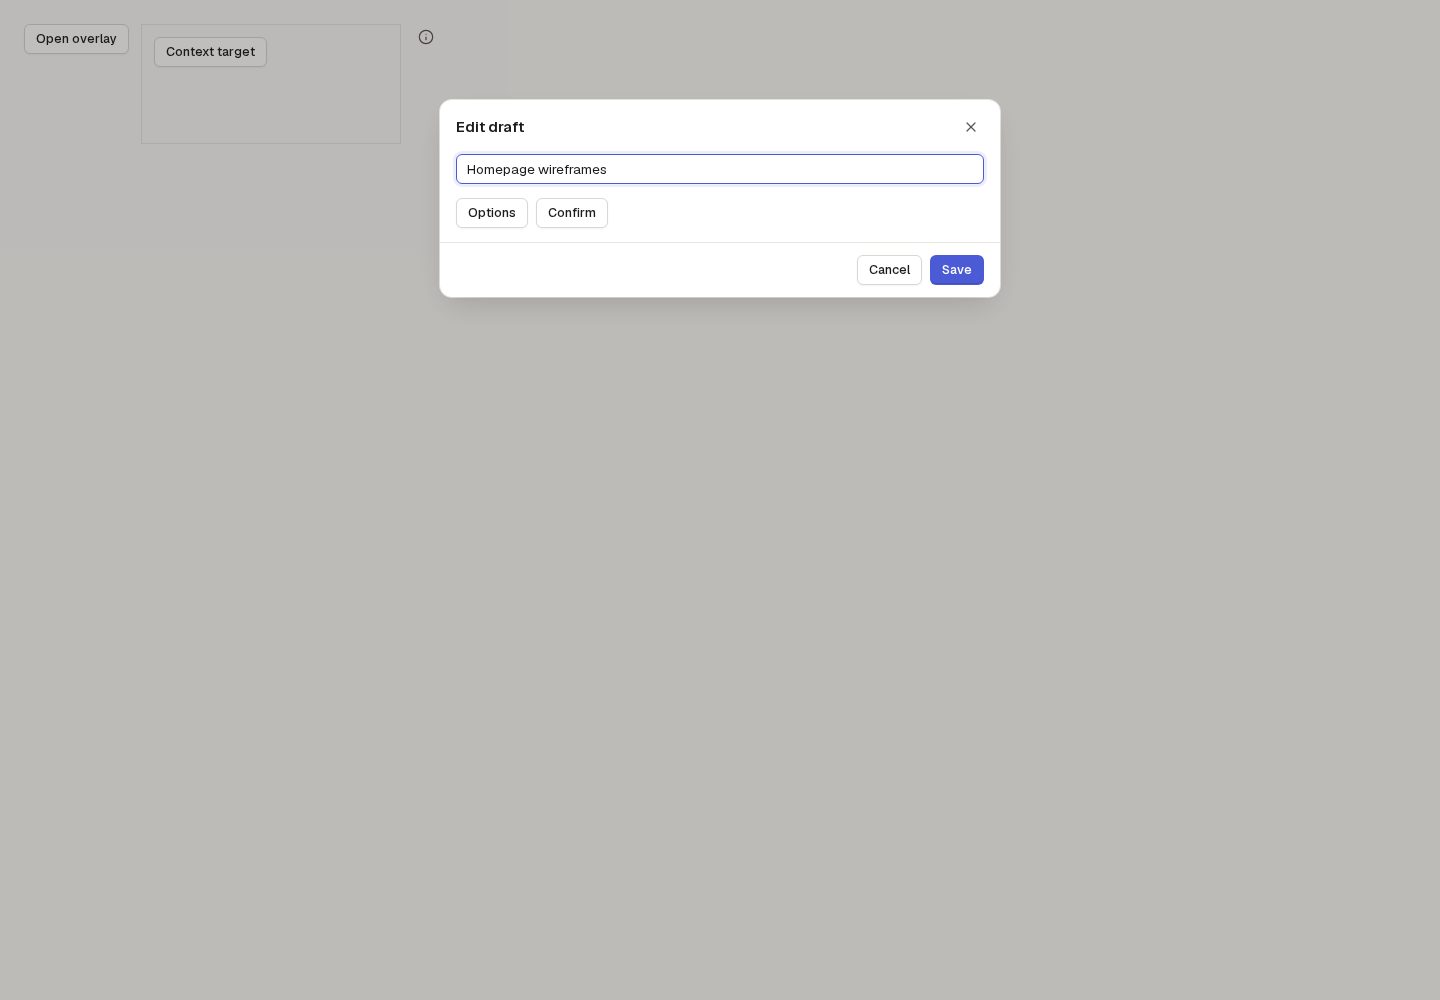 Open overlay
Context target
Edit draft
Homepage wireframes
Options Confirm
Cancel Save